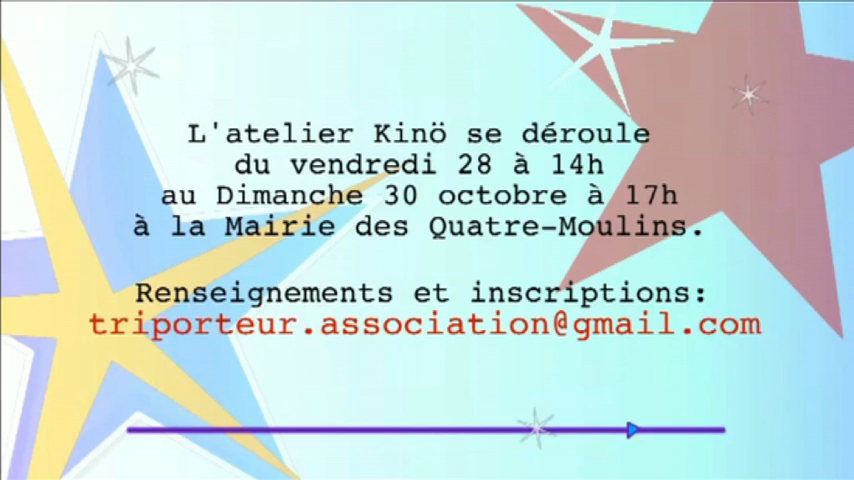 L'atelier Kinö se déroule
du vendredi 28 à 14h
au Dimanche 30 octobre à 17h
à la Mairie des Quatre-Moulins.
Renseignements et inscriptions:
triporteur.association@gmail.com